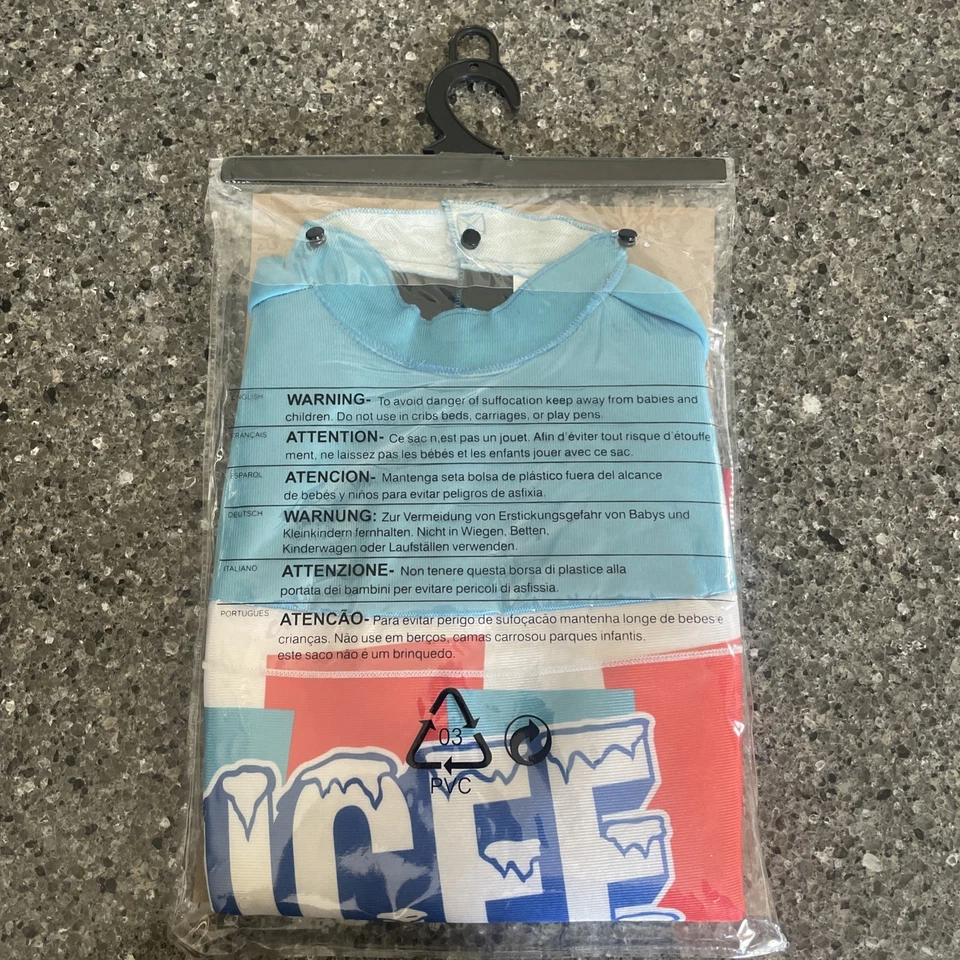 ENGLISH
WARNING- To avoid danger of suffocation keep away from babies and
children. Do not use in cribs beds, carriages, or play pens.
FRANÇAIS
ATTENTION- Ce sac n,est pas un jouet. Afin d'éviter tout risque d'étouffe
ment, ne laissez pas les bébés et les enfants jouer avec ce sac.
ESPAROL
ATENCION- Mantenga seta bolsa de plástico fuera del alcance
de bebés y niños para evitar peligros de asfixia.
DEUTSCH
WARNUNG: Zur Vermeidung von Erstickungsgefahr von Babys und
Kleinkindern fernhalten. Nicht in Wiegen, Betten,
Kinderwagen oder Laufställen verwenden.
ITALIANO
ATTENZIONE- Non tenere questa borsa di plastice alla
portata dei bambini per evitare pericoli di asfissia.
PORTUGUES
ATENCÃO- Para evitar perigo de sufoçacão mantenha longe de bebes e
crianças. Não use em berços, camas carrosou parques infantis.
este saco não é um brinquedo.
03
PVC
ICEE